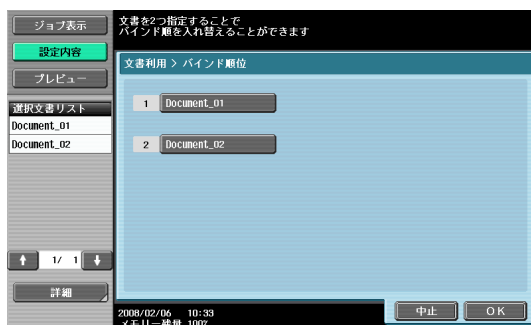 ジョブ表示
設定内容
プレビュー
選択文書リスト
Document_01
Document_02
1/ 1
詳細
文書を2つ指定することで
バインド順を入れ替えることができます
文書利用 > バインド順位
1 Document_01
2 Document_02
2008/02/06 10:33
メモリー残量 100%
中止
OK